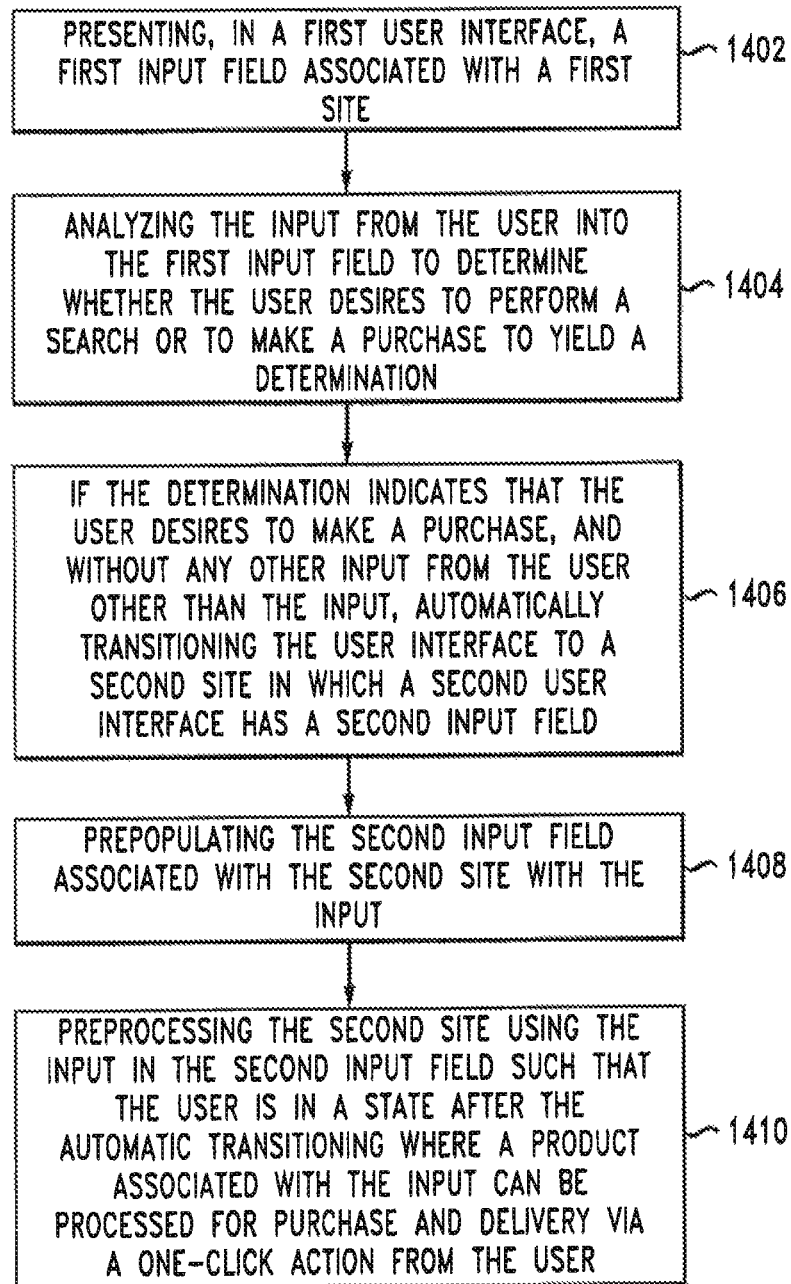 PRESENTING, IN A FIRST USER INTERFACE, A
FIRST INPUT FIELD ASSOCIATED WITH A FIRST
SITE
1402
ANALYZING THE INPUT FROM THE USER INTO
THE FIRST INPUT FIELD TO DETERMINE
WHETHER THE USER DESIRES TO PERFORM A
SEARCH OR TO MAKE A PURCHASE TO YIELD A
DETERMINATION
1404
IF THE DETERMINATION INDICATES THAT THE
USER DESIRES TO MAKE A PURCHASE, AND
WITHOUT ANY OTHER INPUT FROM THE USER
OTHER THAN THE INPUT, AUTOMATICALLY
TRANSITIONING THE USER INTERFACE TO A
SECOND SITE IN WHICH A SECOND USER
INTERFACE HAS A SECOND INPUT FIELD
1406
PREPOPULATING THE SECOND INPUT FIELD
ASSOCIATED WITH THE SECOND SITE WITH THE
INPUT
1408
PREPROCESSING THE SECOND SITE USING THE
INPUT IN THE SECOND INPUT FIELD SUCH THAT
THE USER IS IN A STATE AFTER THE
AUTOMATIC TRANSITIONING WHERE A PRODUCT
ASSOCIATED WITH THE INPUT CAN BE
PROCESSED FOR PURCHASE AND DELIVERY VIA
A ONE-CLICK ACTION FROM THE USER
1410